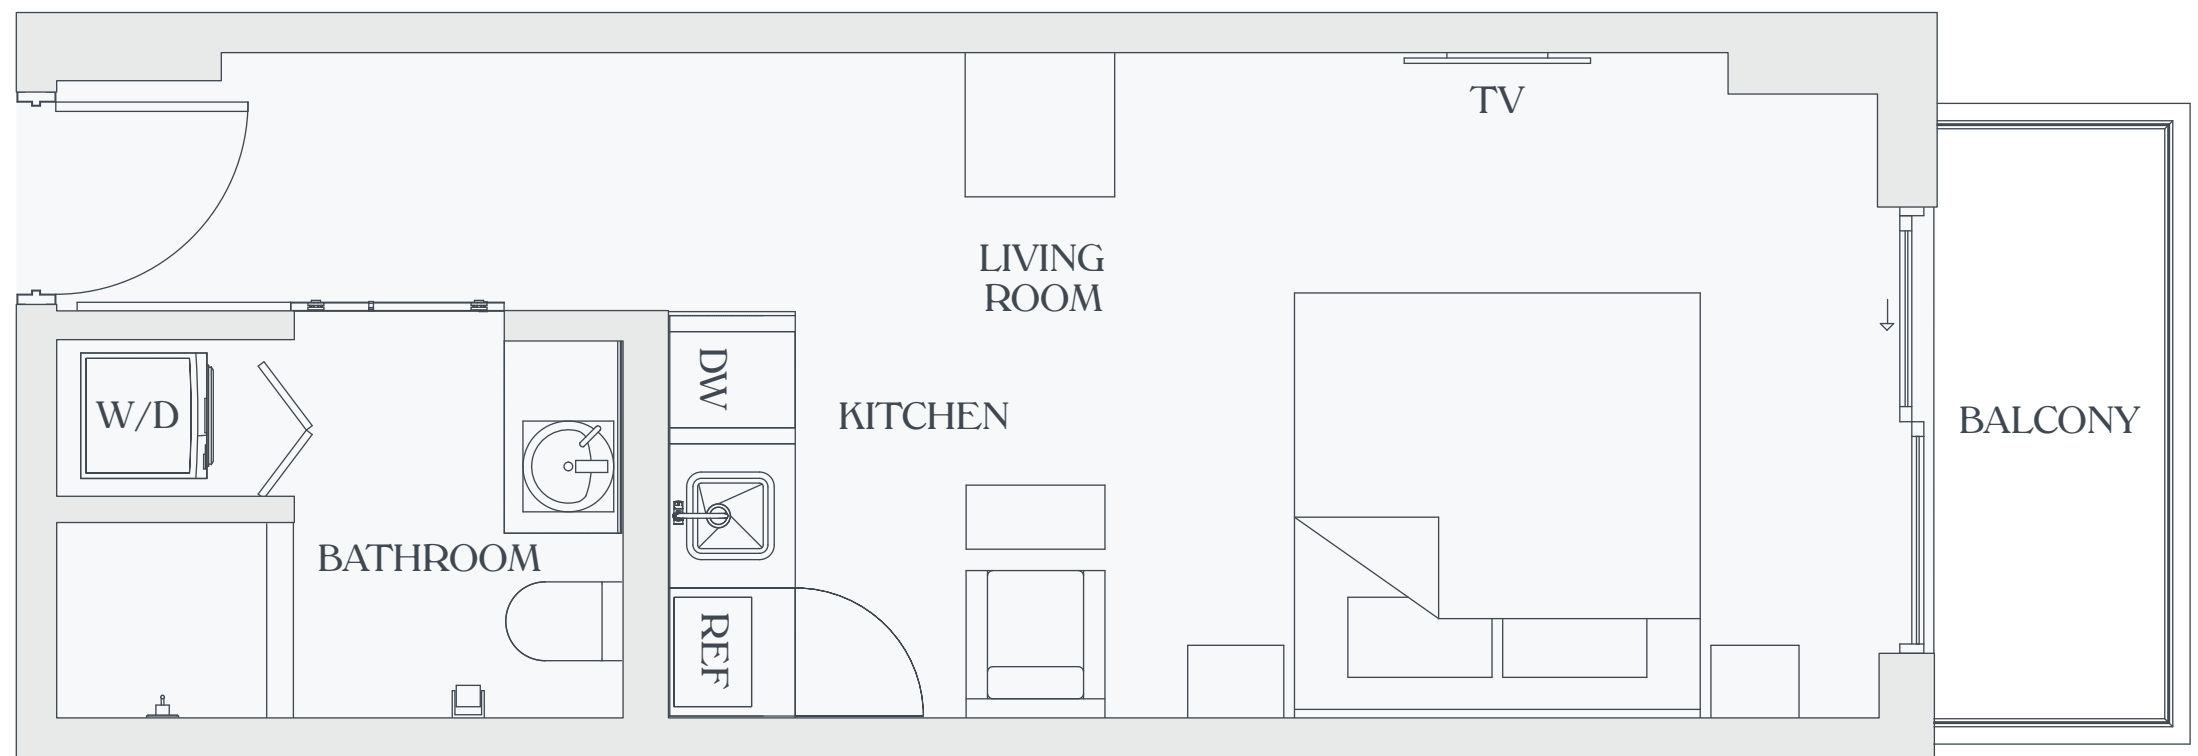 TV
LIVING
ROOM
DW
W/D
KITCHEN
BALCONY
BATHROOM
REF